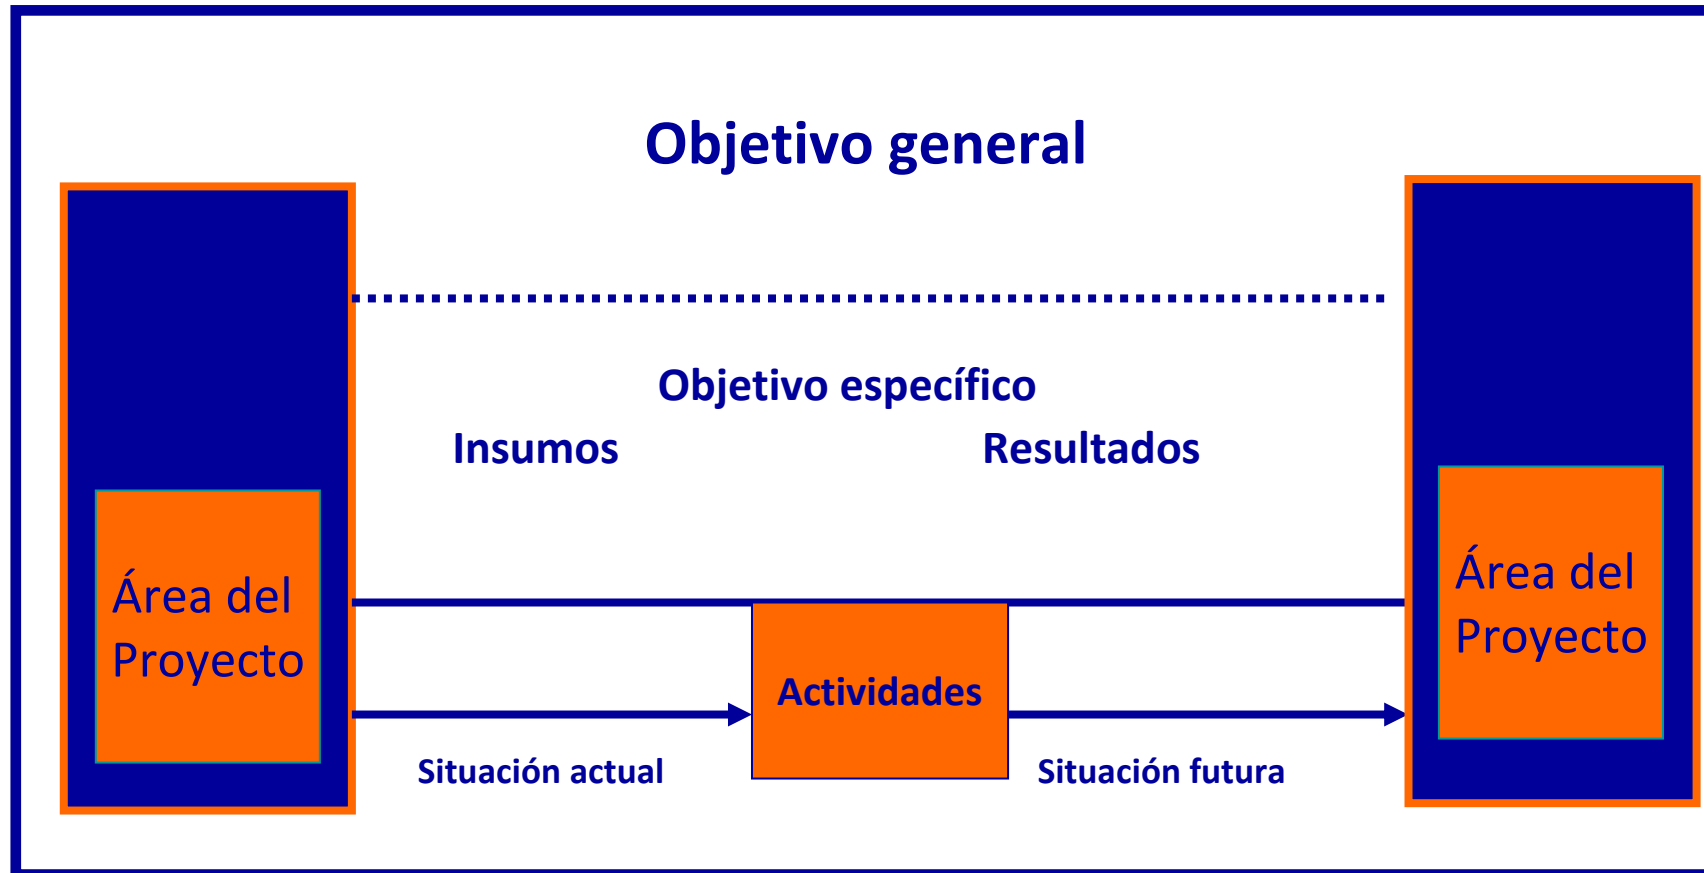 Objetivo general
Objetivo específico
Insumos
Resultados
Área del
Proyecto
Área del
Proyecto
Actividades
Situación actual
Situación futura